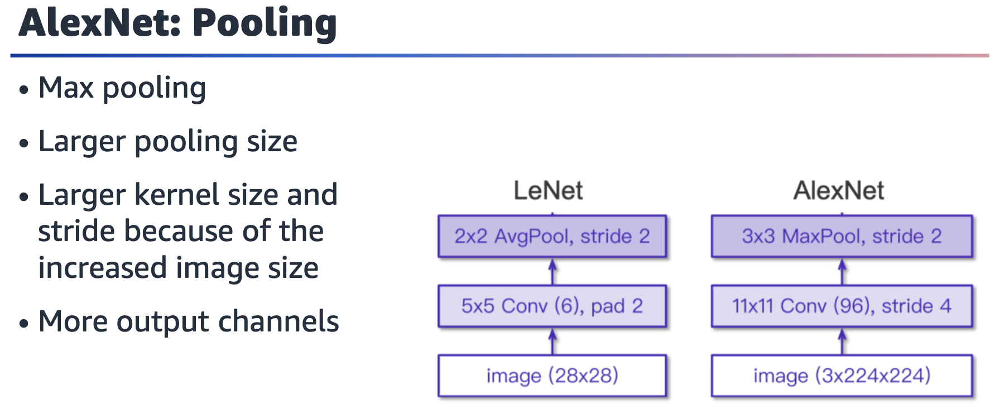 AlexNet: Pooling
• Max pooling
• Larger pooling size
• Larger kernel size and
stride because of the
increased image size
• More output channels
LeNet
2x2 AvgPool, stride 2
5x5 Conv (6), pad 2
image (28x28)
AlexNet
3x3 MaxPool, stride 2
11x11 Conv (96), stride 4
image (3x224x224)